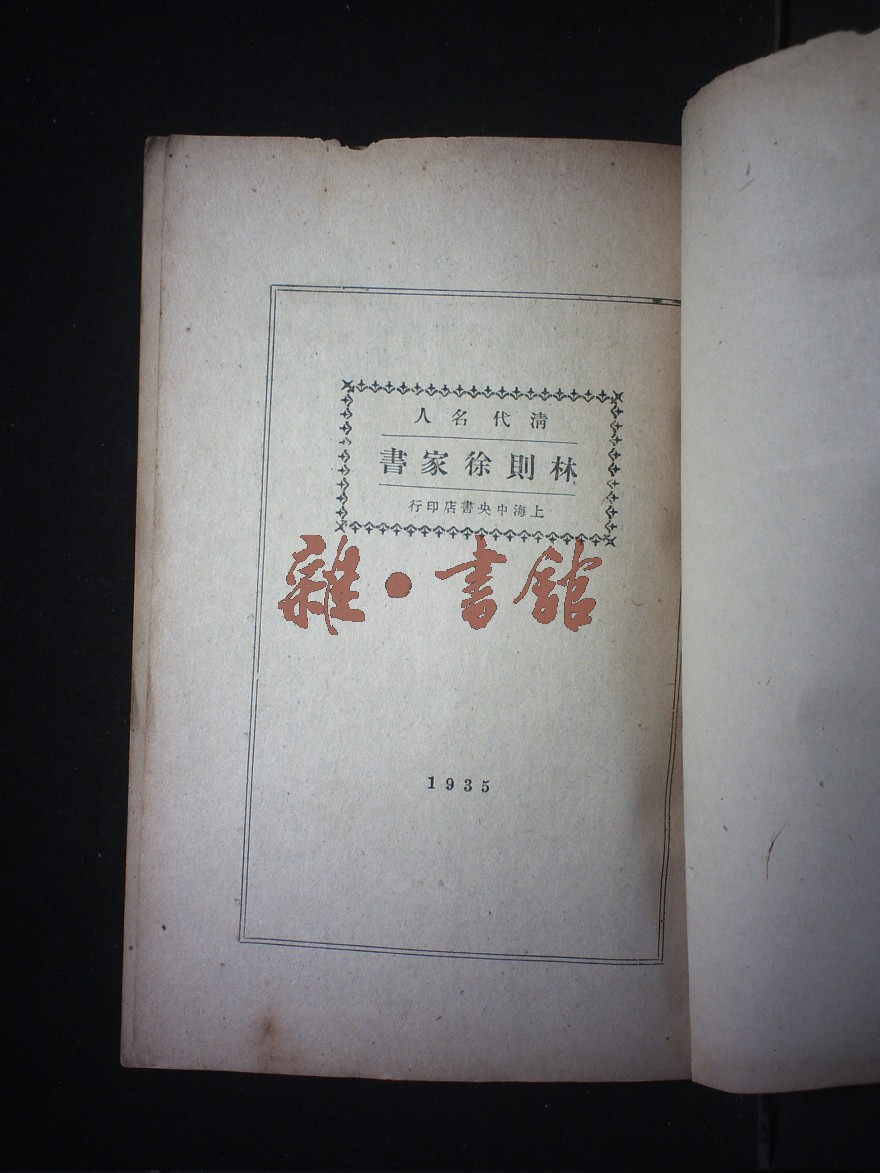 清代名人
林則徐家書
上海中央書店印行
雜·書館
1935